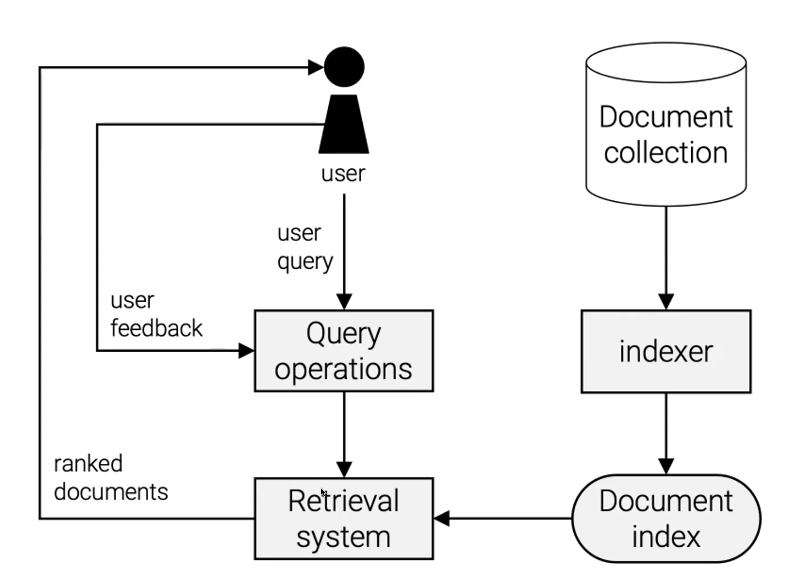 Document
collection
user
user
query
user
feedback
Query
operations
indexer
ranked
documents
Retrieval
system
Document
index